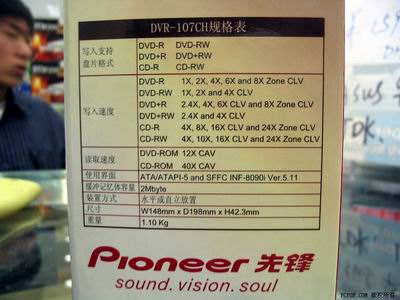 DVR-107CH规格表
写入支持 DVD-R DVD-RW
盘片格式 DVD+R DVD+RW
CD-R CD-RW
DVD-R 1X, 2X, 4X, 6X and 8X Zone CLV
DVD-RW 1X, 2X and 4X CLV
写入速度 DVD+R 2.4X, 4X, 6X and 8X Zone CLV
DVD+RW 2.4X and 4X CLV
CD-R 4X, 8X, 16X and 24X Zone CLV
CD-RW 4X, 10X, 16X and 24X Zone CLV
读取速度 DVD-ROM 12X CAV
CD-ROM 40X CAV
使用界面 ATA/ATAPI-5 and SFFC INF-8090i Ver.5.11
缓冲记忆体容量 2Mbyte
装置方式 水平或直立放置
尺寸 W148mm x D198mm x H42.3mm
重量 1.10 Kg
Pioneer 先锋
sound.vision.soul
TDK
PCPOP.COM 版权所有